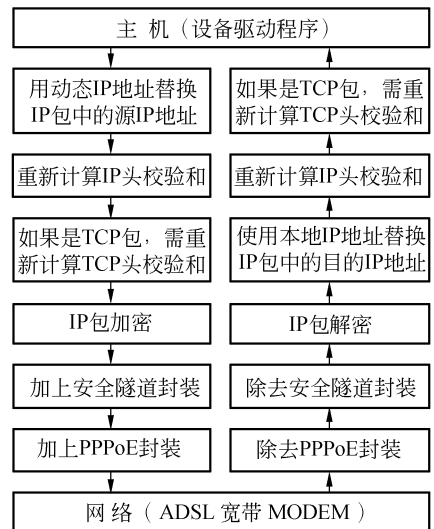 主 机（设备驱动程序）
用动态IP地址替换
IP包中的源IP地址
重新计算IP头校验和
如果是TCP包，需重
新计算TCP头校验和
IP包加密
加上安全隧道封装
加上PPPoE封装
如果是TCP包，需重
新计算TCP头校验和
重新计算IP头校验和
使用本地IP地址替换
IP包中的目的IP地址
IP包解密
除去安全隧道封装
除去PPPoE封装
网 络（ ADSL 宽带 MODEM ）